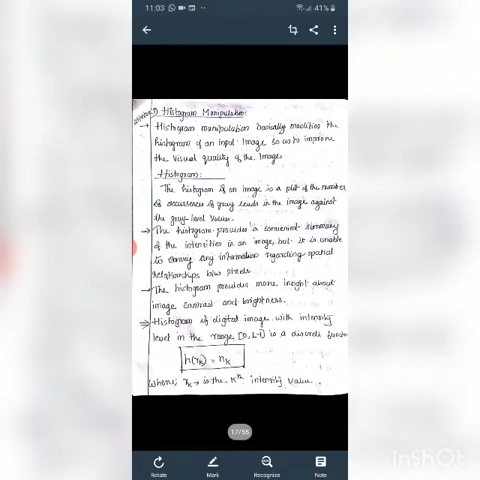 11:03
41%
Histogram Manipulation:
→ Histogram manipulation basically modifies the
histogram of an input image so as to improve
the visual quality of the image.
Histogram:
The histogram of an image is a plot of the number
of occurrences of gray levels in the image against
the gray-level values.
→ The histogram provides a convenient summary
of the intensities in an image, but it is unable
to convey any information regarding spatial
relationships b/w pixels.
→ The histogram provides more insight about
image contrast and brightness.
⇒ Histogram of digital image with intensity
level in the range [0, L-1] is a discrete function
h(rk) = nk
where, rk → is the Kth intensity value.
17/55
Rotate Mark Recognize Note
InShOt